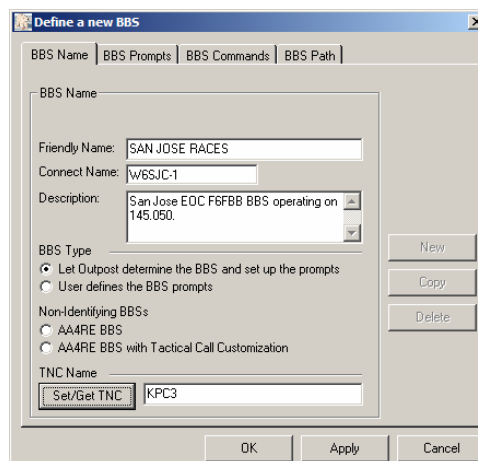 Define a new BBS
BBS Name
BBS Prompts
BBS Commands
BBS Path
BBS Name
Friendly Name:
SAN JOSE RACES
Connect Name:
W6SJC-1
Description:
San Jose EOC F6FBB BBS operating on
145.050.
BBS Type
Let Outpost determine the BBS and set up the prompts
User defines the BBS prompts
Non-Identifying BBSs
AA4RE BBS
AA4RE BBS with Tactical Call Customization
TNC Name
Set/Get TNC
KPC3
New
Copy
Delete
OK
Apply
Cancel